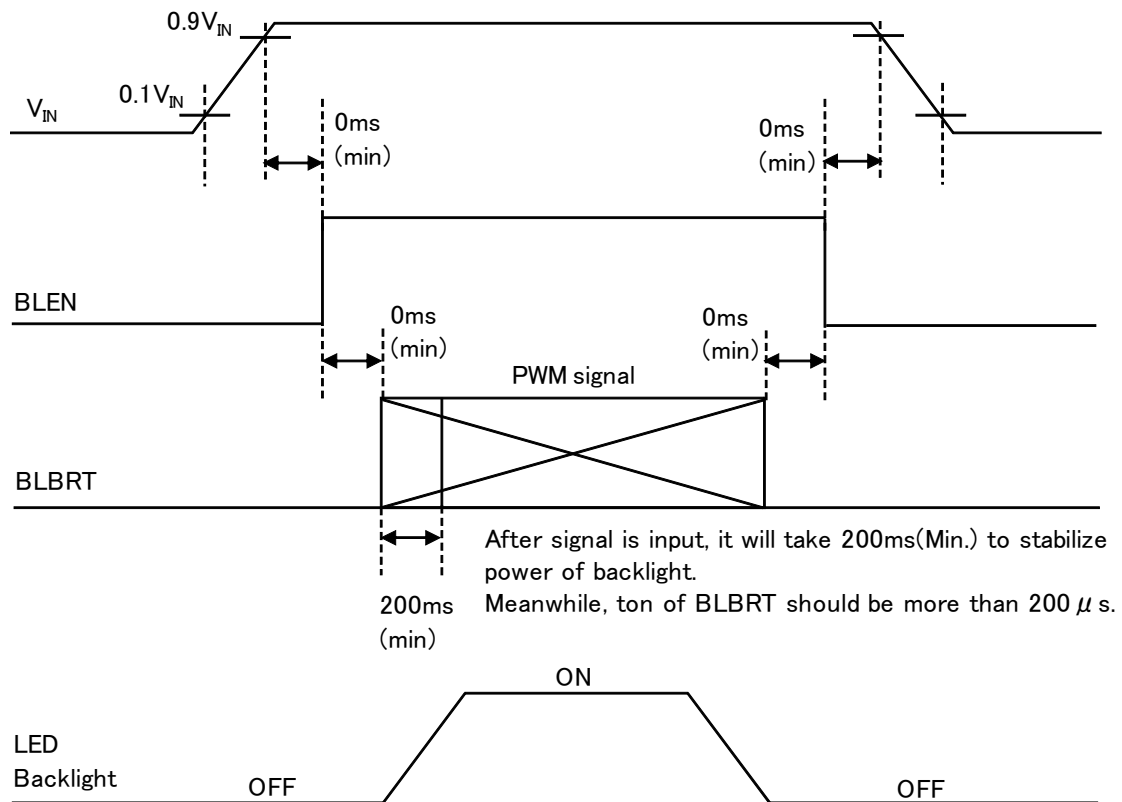 0.9VIN
0.1VIN
VIN
0ms
(min)
0ms
(min)
BLEN
0ms
(min)
0ms
(min)
PWM signal
BLBRT
After signal is input, it will take 200ms(Min.) to stabilize
power of backlight.
200ms
(min)
Meanwhile, ton of BLBRT should be more than 200 μ s.
ON
LED
Backlight
OFF
OFF